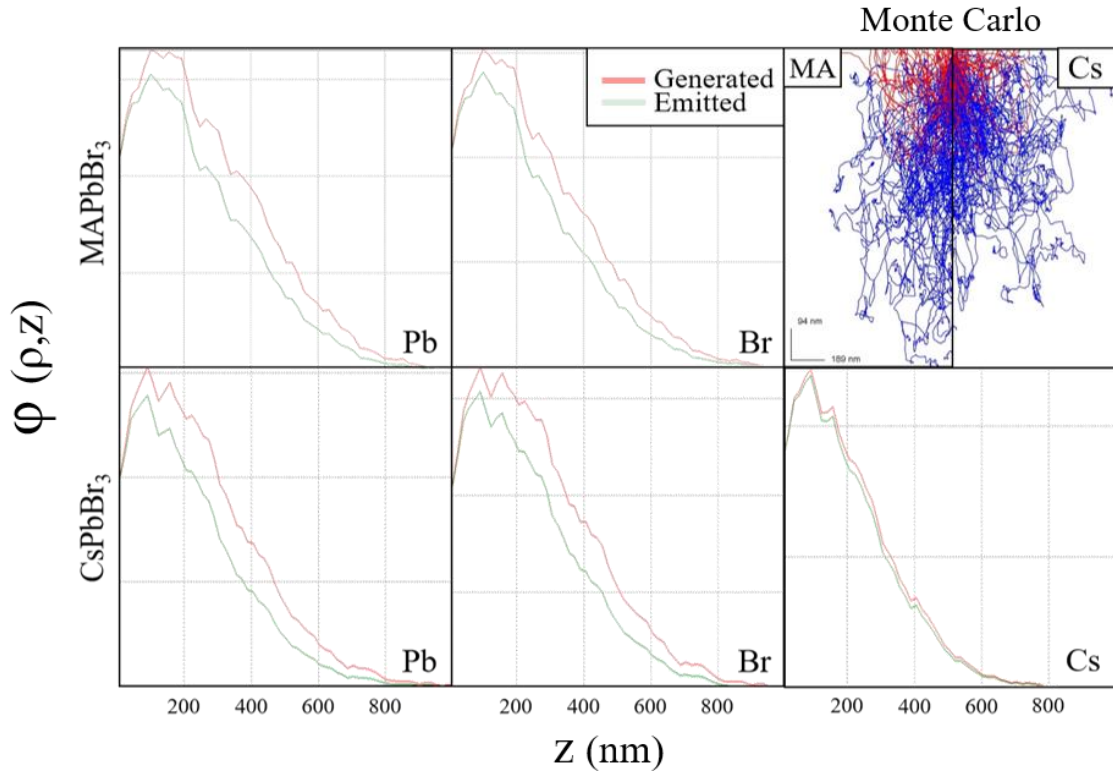 Monte Carlo
MA
Cs
Generated
Emitted
MAPbBr₃
Pb
Br
94 nm
189 nm
φ (ρ,z)
CsPbBr₃
Pb
Br
Cs
200 400 600 800
200 400 600 800
200 400 600 800
z (nm)